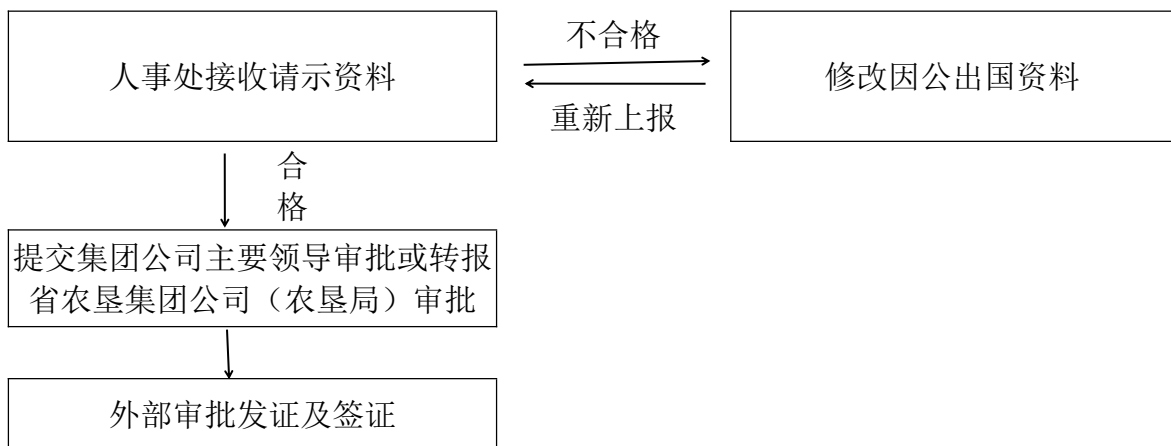 不合格
人事处接收请示资料
修改因公出国资料
重新上报
合
格
提交集团公司主要领导审批或转报
省农垦集团公司（农垦局）审批
外部审批发证及签证